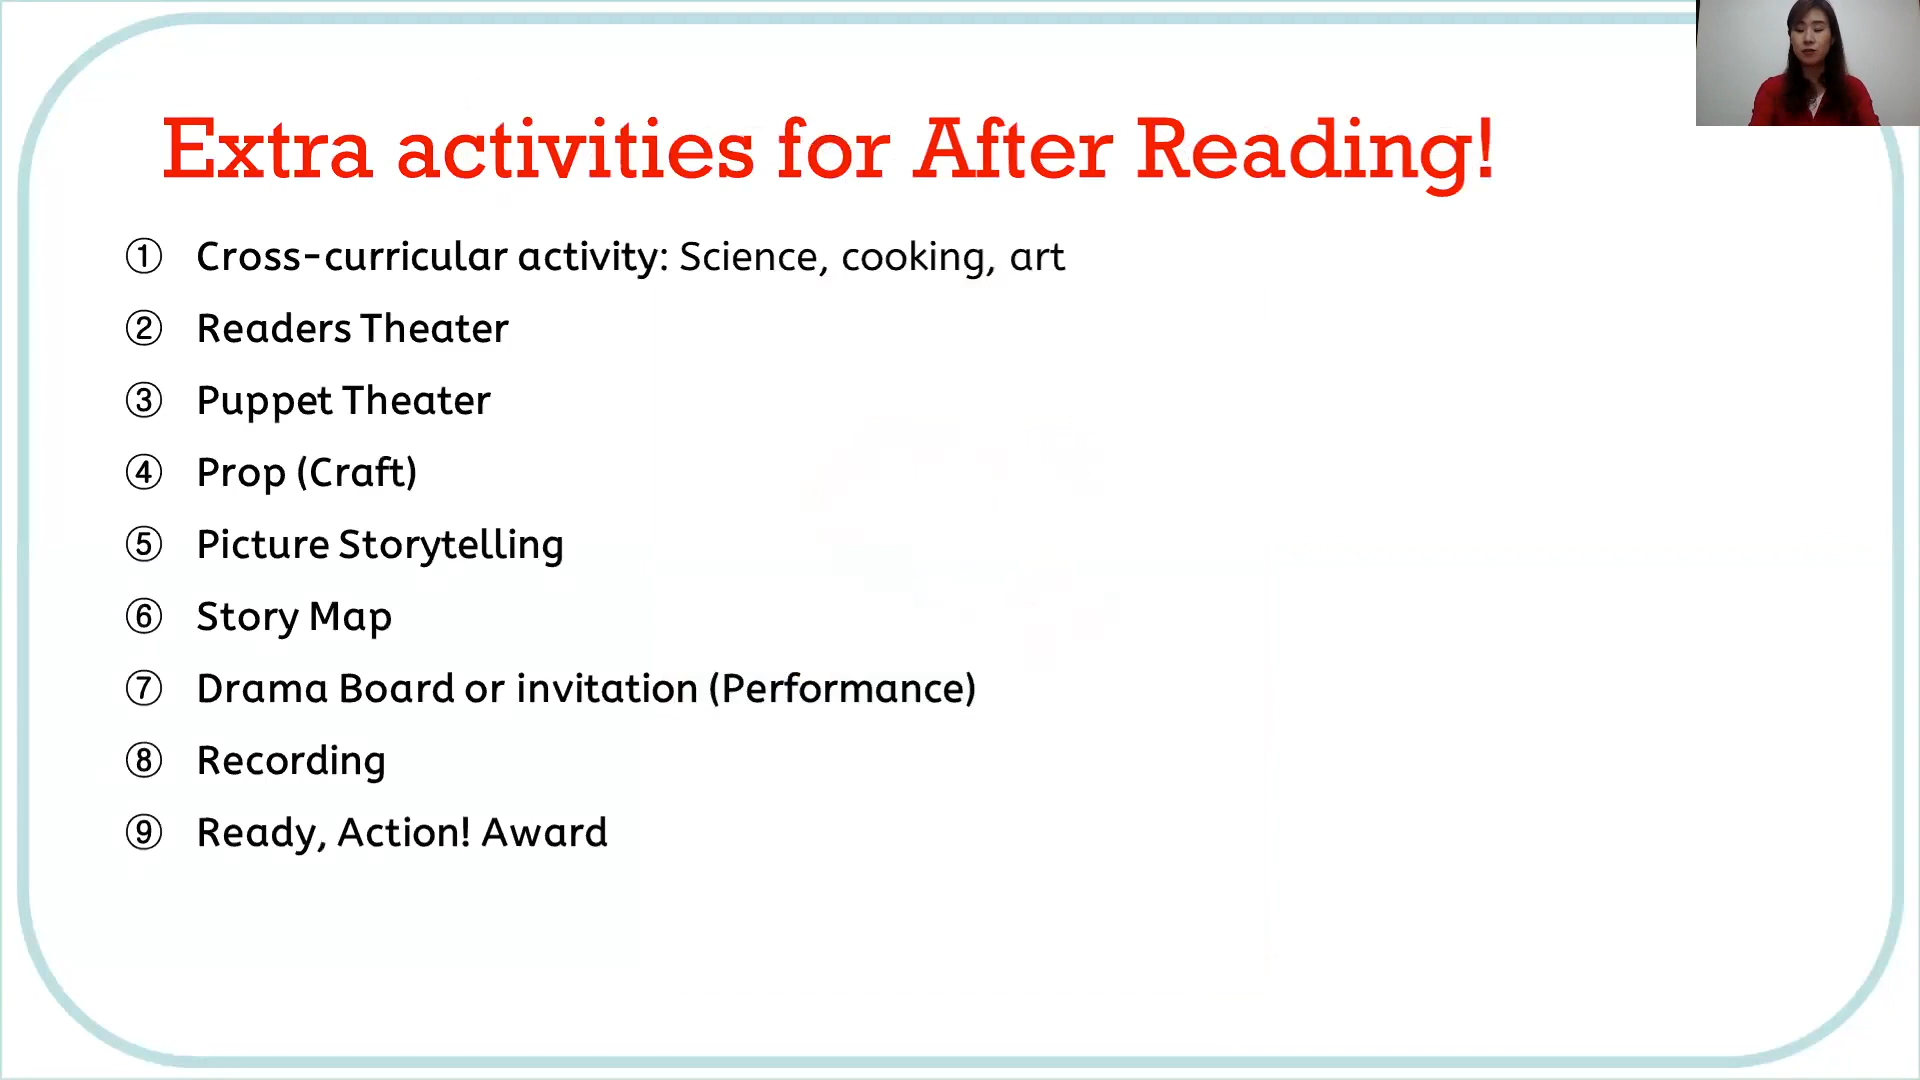 Extra activities for After Reading!
① Cross-curricular activity: Science, cooking, art
② Readers Theater
③ Puppet Theater
④ Prop (Craft)
⑤ Picture Storytelling
⑥ Story Map
⑦ Drama Board or invitation (Performance)
⑧ Recording
⑨ Ready, Action! Award